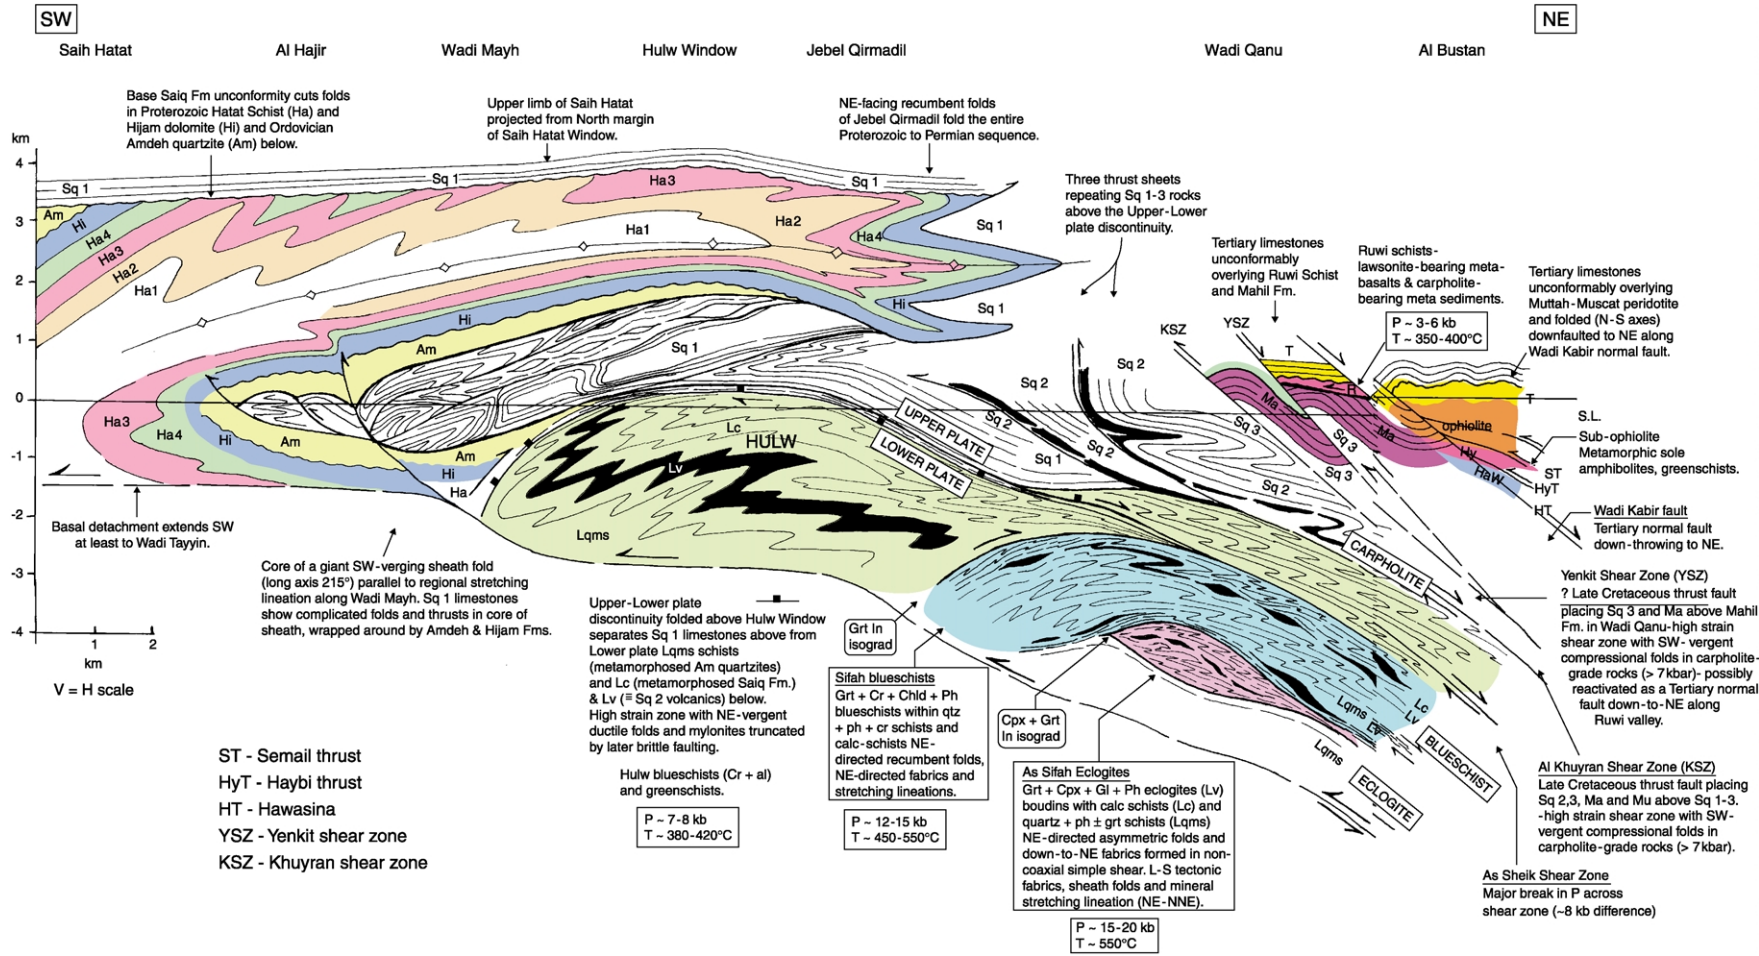 SW
NE
Saih Hatat
Al Hajir
Wadi Mayh
Hulw Window
Jebel Qirmadil
Wadi Qanu
Al Bustan
Base Saiq Fm unconformity cuts folds
in Proterozoic Hatat Schist (Ha) and
Hijam dolomite (Hi) and Ordovician
Amdeh quartzite (Am) below.
Upper limb of Saih Hatat
projected from North margin
of Saih Hatat Window.
NE-facing recumbent folds
of Jebel Qirmadil fold the entire
Proterozoic to Permian sequence.
Three thrust sheets
repeating Sq 1-3 rocks
above the Upper-Lower
plate discontinuity.
Tertiary limestones
unconformably
overlying Ruwi Schist
and Mahil Fm.
Ruwi schists-
lawsonite-bearing meta-
basalts & carpholite-
bearing meta sediments.
P ~ 3-6 kb
T ~ 350-400°C
Tertiary limestones
unconformably overlying
Muttah-Muscat peridotite
and folded (N-S axes)
downfaulted to NE along
Wadi Kabir normal fault.
km
4
3
2
1
0
-1
-2
-3
-4
1
2
km
V = H scale
Sq 1
Sq 1
Ha3
Sq 1
Am
Hi
Ha4
Ha3
Ha2
Ha1
Ha1
Ha2
Ha4
Sq 1
Hi
Sq 1
Hi
Am
Sq 1
Ha3
Ha4
Hi
Am
Am
Hi
Ha
Lc
HULW
Lv
Lqms
UPPER PLATE
LOWER PLATE
Sq 2
Sq 2
Sq 2
Sq 2
Sq 1
Sq 2
KSZ
YSZ
T
R
Ma
Sq 3
Sq 3
Sq 3
Ma
T
ophiolite
Hy
HaW
S.L.
Sub-ophiolite
Metamorphic sole
amphibolites, greenschists.
ST
HyT
HT
Wadi Kabir fault
Tertiary normal fault
down-throwing to NE.
CARPHOLITE
Lc
Lv
Lqms
Lv
Lqms
BLUESCHIST
ECLOGITE
Basal detachment extends SW
at least to Wadi Tayyin.
Core of a giant SW-verging sheath fold
(long axis 215°) parallel to regional stretching
lineation along Wadi Mayh. Sq 1 limestones
show complicated folds and thrusts in core of
sheath, wrapped around by Amdeh & Hijam Fms.
Upper-Lower plate
discontinuity folded above Hulw Window
separates Sq 1 limestones above from
Lower plate Lqms schists
(metamorphosed Am quartzites)
and Lc (metamorphosed Saiq Fm.)
& Lv (≡ Sq 2 volcanics) below.
High strain zone with NE-vergent
ductile folds and mylonites truncated
by later brittle faulting.
Hulw blueschists (Cr + al)
and greenschists.
P ~ 7-8 kb
T ~ 380-420°C
Grt In
isograd
Sifah blueschists
Grt + Cr + Chld + Ph
blueschists within qtz
+ ph + cr schists and
calc-schists NE-
directed recumbent folds,
NE-directed fabrics and
stretching lineations.
P ~ 12-15 kb
T ~ 450-550°C
Cpx + Grt
In isograd
As Sifah Eclogites
Grt + Cpx + Gl + Ph eclogites (Lv)
boudins with calc schists (Lc) and
quartz + ph ± grt schists (Lqms)
NE-directed asymmetric folds and
down-to-NE fabrics formed in non-
coaxial simple shear. L-S tectonic
fabrics, sheath folds and mineral
stretching lineation (NE-NNE).
P ~ 15-20 kb
T ~ 550°C
Yenkit Shear Zone (YSZ)
? Late Cretaceous thrust fault
placing Sq 3 and Ma above Mahil
Fm. in Wadi Qanu-high strain
shear zone with SW- vergent
compressional folds in carpholite-
grade rocks (> 7kbar)- possibly
reactivated as a Tertiary normal
fault down-to-NE along
Ruwi valley.
Al Khuyran Shear Zone (KSZ)
Late Cretaceous thrust fault placing
Sq 2,3, Ma and Mu above Sq 1-3.
-high strain shear zone with SW-
vergent compressional folds in
carpholite-grade rocks (> 7kbar).
As Sheik Shear Zone
Major break in P across
shear zone (~8 kb difference)
ST - Semail thrust
HyT - Haybi thrust
HT - Hawasina
YSZ - Yenkit shear zone
KSZ - Khuyran shear zone